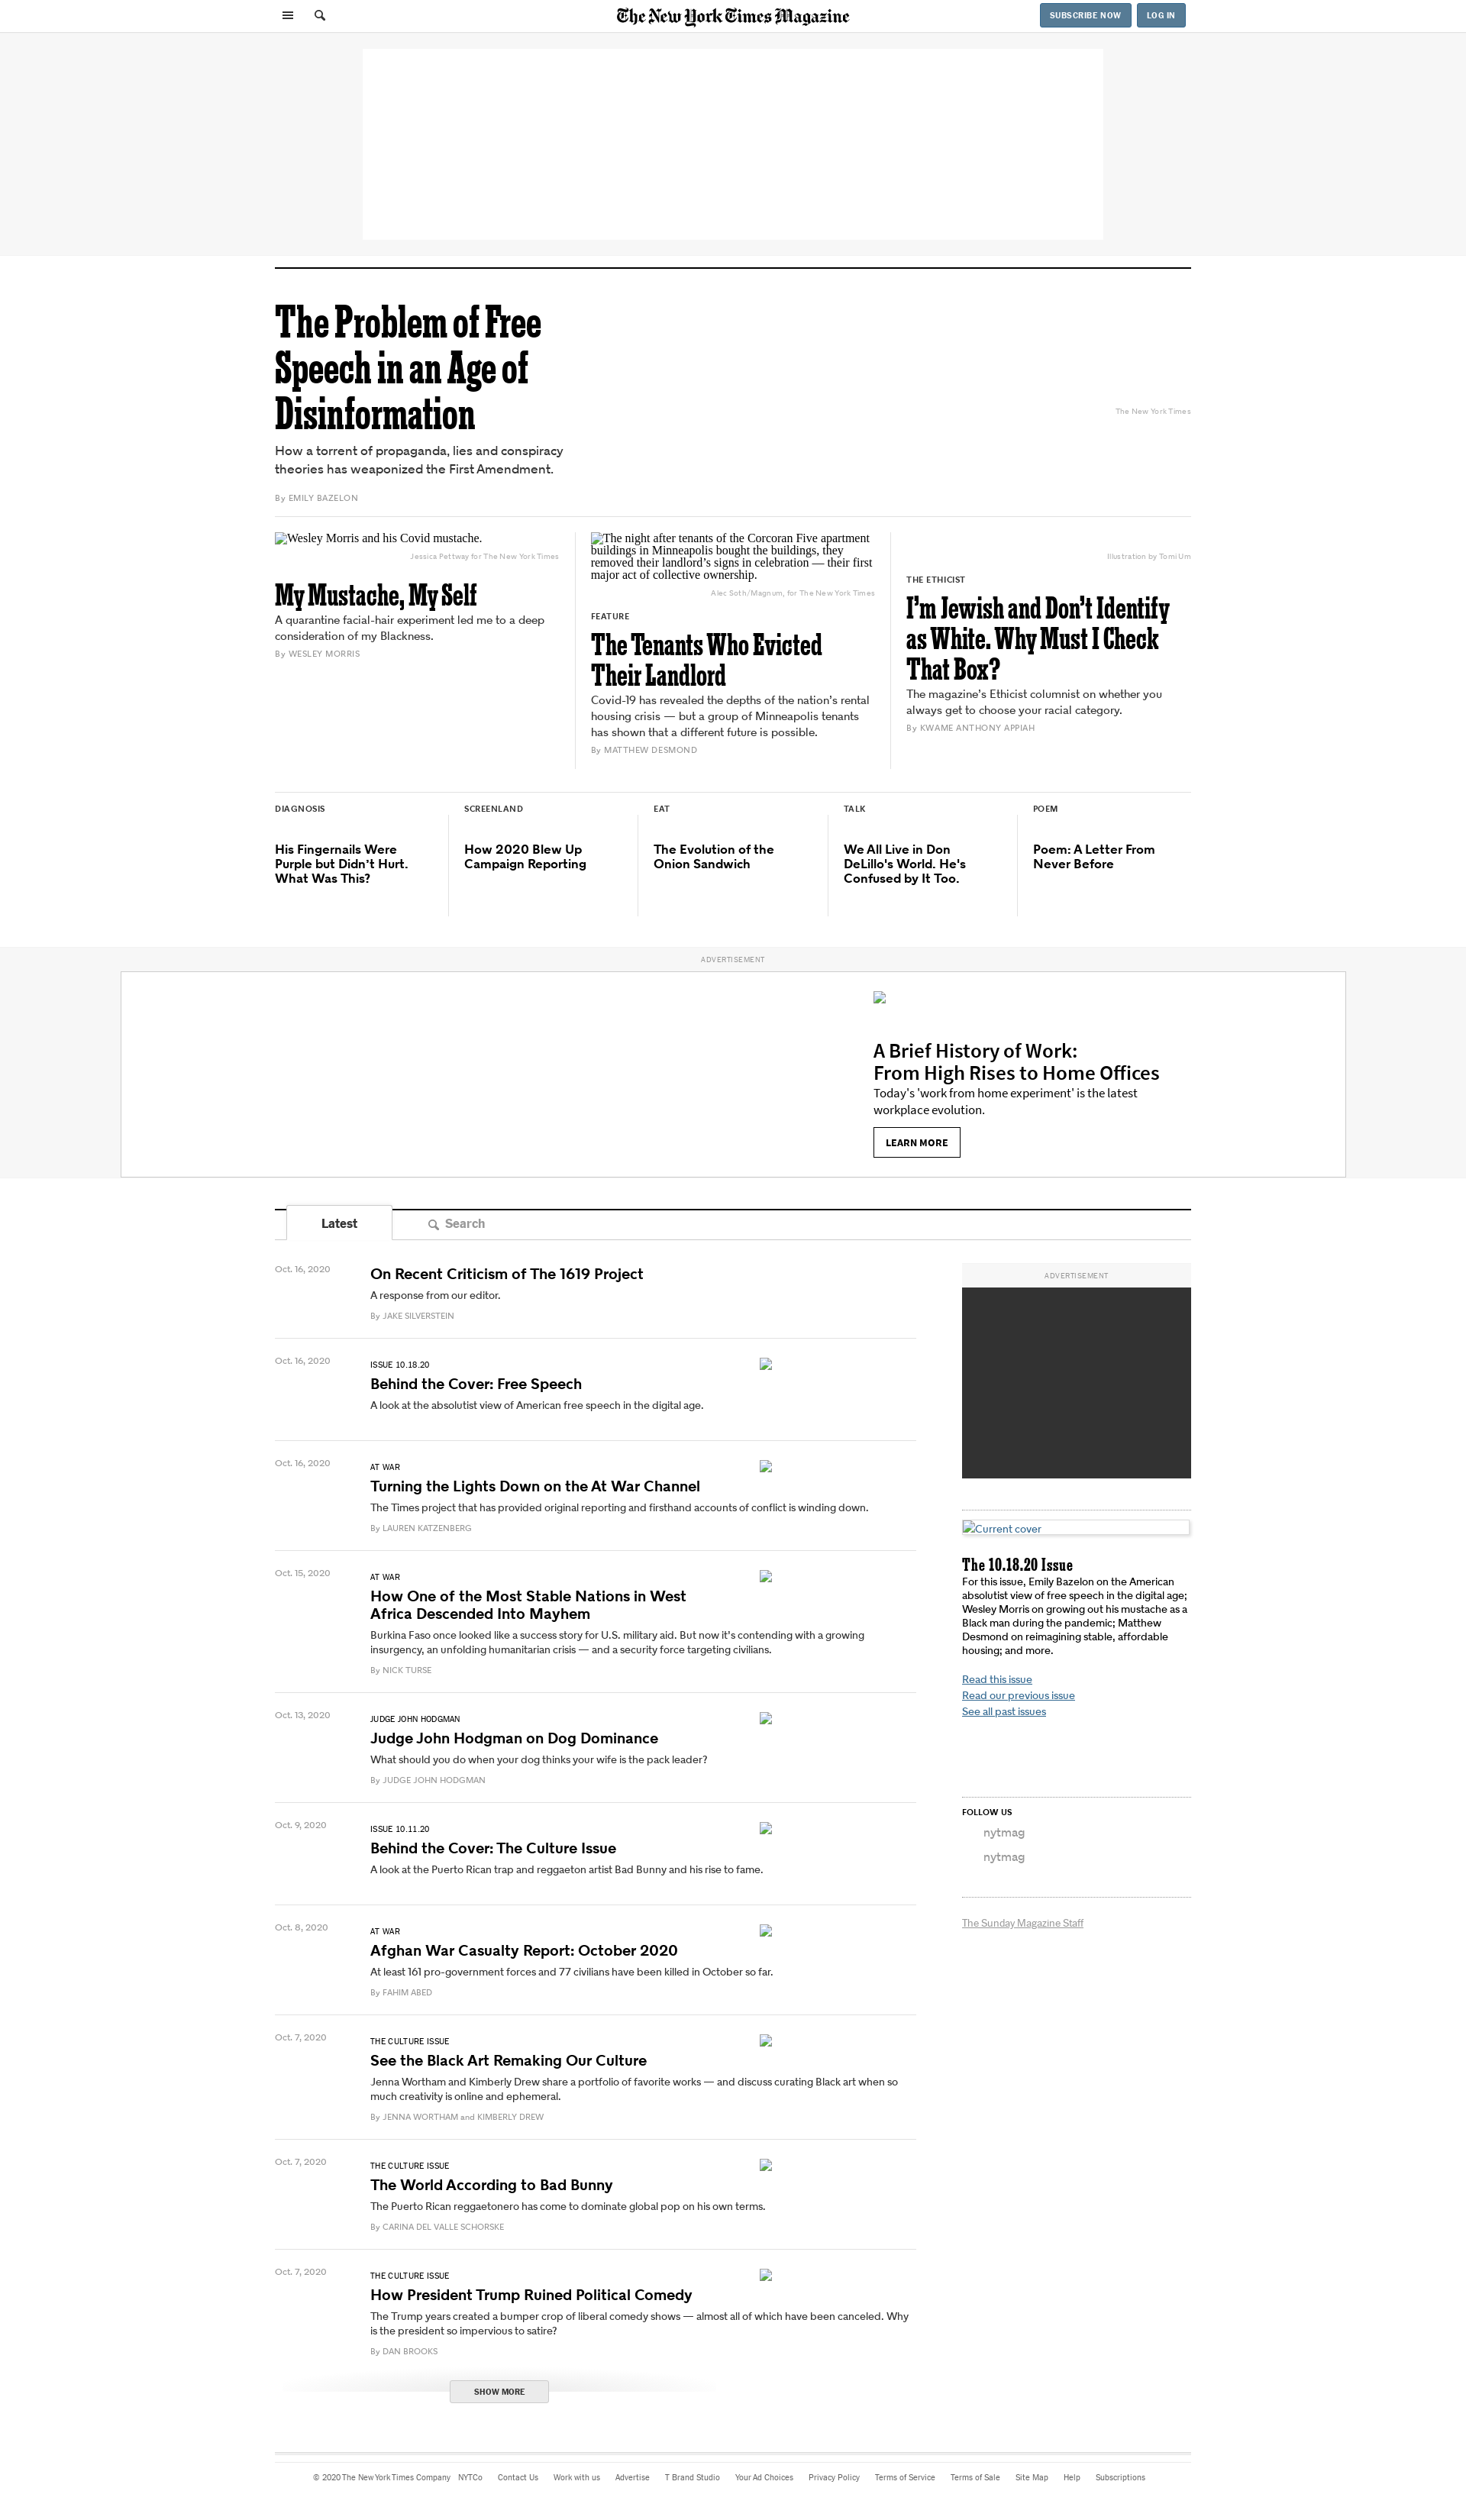 The New York Times Magazine
SUBSCRIBE NOW
LOG IN
The Problem of Free
Speech in an Age of
Disinformation
How a torrent of propaganda, lies and conspiracy
theories has weaponized the First Amendment.
By EMILY BAZELON
The New York Times
Wesley Morris and his Covid mustache.
Jessica Pettway for The New York Times
My Mustache, My Self
A quarantine facial-hair experiment led me to a deep
consideration of my Blackness.
By WESLEY MORRIS
The night after tenants of the Corcoran Five apartment
buildings in Minneapolis bought the buildings, they
removed their landlord’s signs in celebration — their first
major act of collective ownership.
Alec Soth/Magnum, for The New York Times
FEATURE
The Tenants Who Evicted
Their Landlord
Covid-19 has revealed the depths of the nation’s rental
housing crisis — but a group of Minneapolis tenants
has shown that a different future is possible.
By MATTHEW DESMOND
Illustration by Tomi Um
THE ETHICIST
I’m Jewish and Don’t Identify
as White. Why Must I Check
That Box?
The magazine’s Ethicist columnist on whether you
always get to choose your racial category.
By KWAME ANTHONY APPIAH
DIAGNOSIS
His Fingernails Were
Purple but Didn’t Hurt.
What Was This?
SCREENLAND
How 2020 Blew Up
Campaign Reporting
EAT
The Evolution of the
Onion Sandwich
TALK
We All Live in Don
DeLillo's World. He's
Confused by It Too.
POEM
Poem: A Letter From
Never Before
ADVERTISEMENT
A Brief History of Work:
From High Rises to Home Offices
Today's 'work from home experiment' is the latest
workplace evolution.
LEARN MORE
Latest
Search
Oct. 16, 2020
On Recent Criticism of The 1619 Project
A response from our editor.
By JAKE SILVERSTEIN
Oct. 16, 2020
ISSUE 10.18.20
Behind the Cover: Free Speech
A look at the absolutist view of American free speech in the digital age.
Oct. 16, 2020
AT WAR
Turning the Lights Down on the At War Channel
The Times project that has provided original reporting and firsthand accounts of conflict is winding down.
By LAUREN KATZENBERG
Oct. 15, 2020
AT WAR
How One of the Most Stable Nations in West
Africa Descended Into Mayhem
Burkina Faso once looked like a success story for U.S. military aid. But now it’s contending with a growing
insurgency, an unfolding humanitarian crisis — and a security force targeting civilians.
By NICK TURSE
Oct. 13, 2020
JUDGE JOHN HODGMAN
Judge John Hodgman on Dog Dominance
What should you do when your dog thinks your wife is the pack leader?
By JUDGE JOHN HODGMAN
Oct. 9, 2020
ISSUE 10.11.20
Behind the Cover: The Culture Issue
A look at the Puerto Rican trap and reggaeton artist Bad Bunny and his rise to fame.
Oct. 8, 2020
AT WAR
Afghan War Casualty Report: October 2020
At least 161 pro-government forces and 77 civilians have been killed in October so far.
By FAHIM ABED
Oct. 7, 2020
THE CULTURE ISSUE
See the Black Art Remaking Our Culture
Jenna Wortham and Kimberly Drew share a portfolio of favorite works — and discuss curating Black art when so
much creativity is online and ephemeral.
By JENNA WORTHAM and KIMBERLY DREW
Oct. 7, 2020
THE CULTURE ISSUE
The World According to Bad Bunny
The Puerto Rican reggaetonero has come to dominate global pop on his own terms.
By CARINA DEL VALLE SCHORSKE
Oct. 7, 2020
THE CULTURE ISSUE
How President Trump Ruined Political Comedy
The Trump years created a bumper crop of liberal comedy shows — almost all of which have been canceled. Why
is the president so impervious to satire?
By DAN BROOKS
SHOW MORE
ADVERTISEMENT
Current cover
The 10.18.20 Issue
For this issue, Emily Bazelon on the American
absolutist view of free speech in the digital age;
Wesley Morris on growing out his mustache as a
Black man during the pandemic; Matthew
Desmond on reimagining stable, affordable
housing; and more.
Read this issue
Read our previous issue
See all past issues
FOLLOW US
nytmag
nytmag
The Sunday Magazine Staff
© 2020 The New York Times Company NYTCo Contact Us Work with us Advertise T Brand Studio Your Ad Choices Privacy Policy Terms of Service Terms of Sale Site Map Help Subscriptions